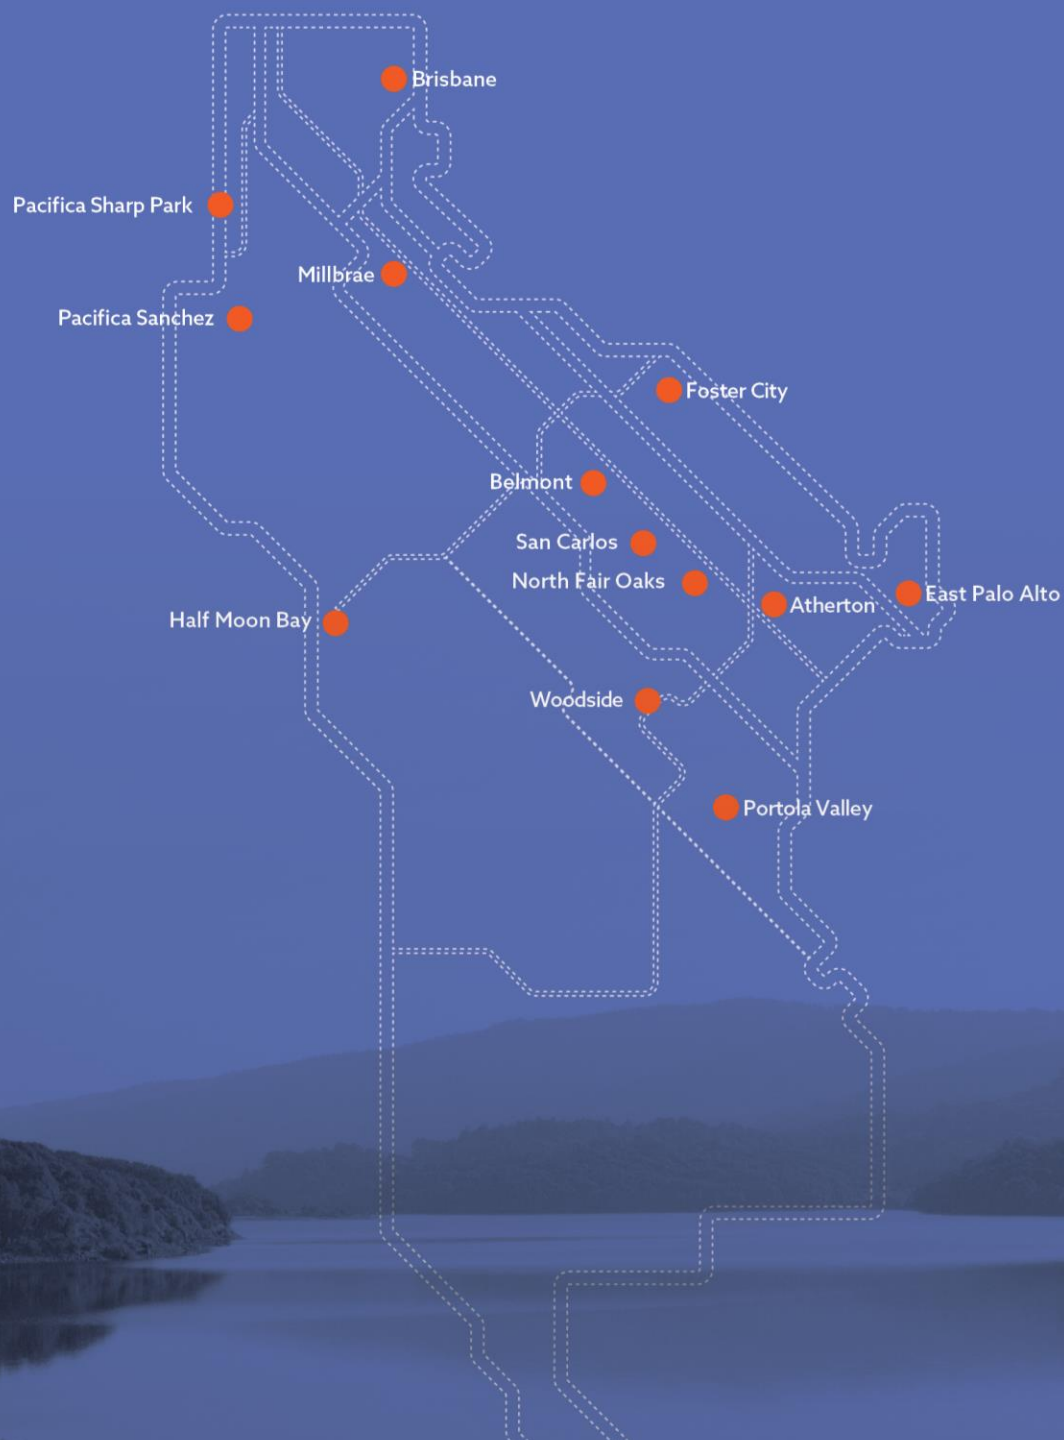 Brisbane
Pacifica Sharp Park
Millbrae
Pacifica Sanchez
Foster City
Belmont
San Carlos
North Fair Oaks
East Palo Alto
Atherton
Half Moon Bay
Woodside
Portola Valley